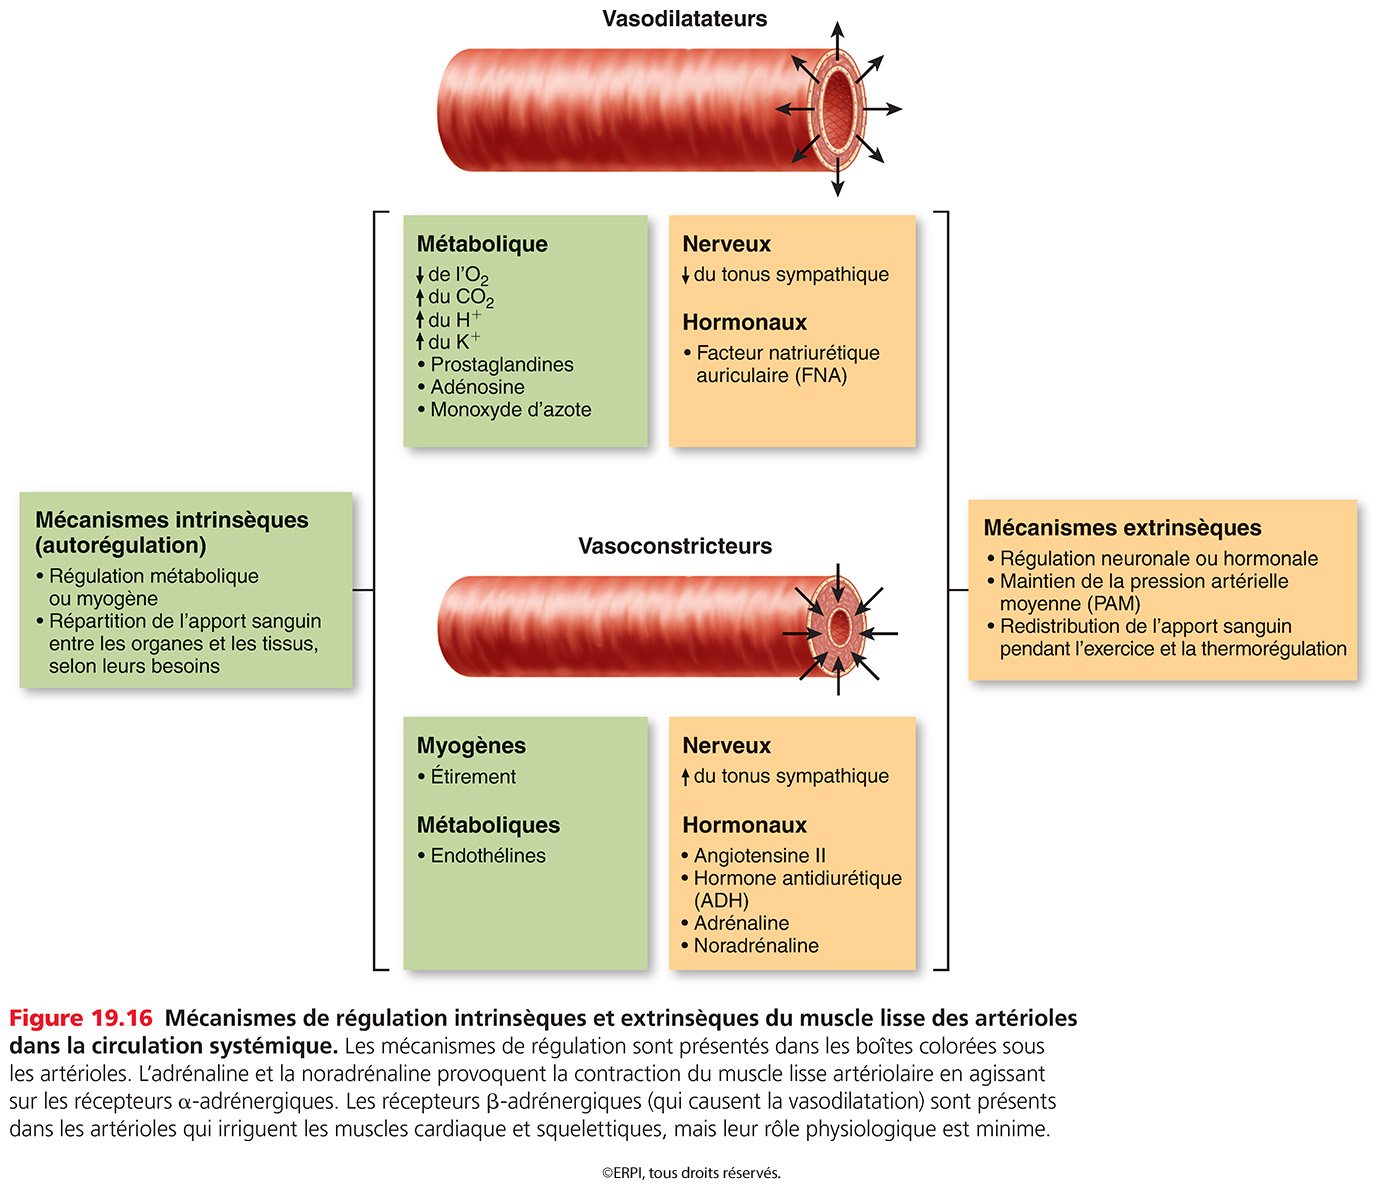 Vasodilatateurs
Métabolique
↓ de l’O₂
↑ du CO₂
↑ du H⁺
↑ du K⁺
• Prostaglandines
• Adénosine
• Monoxyde d’azote
Nerveux
↓ du tonus sympathique
Hormonaux
• Facteur natriurétique
auriculaire (FNA)
Mécanismes intrinsèques
(autorégulation)
• Régulation métabolique
ou myogène
• Répartition de l’apport sanguin
entre les organes et les tissus,
selon leurs besoins
Vasoconstricteurs
Mécanismes extrinsèques
• Régulation neuronale ou hormonale
• Maintien de la pression artérielle
moyenne (PAM)
• Redistribution de l’apport sanguin
pendant l’exercice et la thermorégulation
Myogènes
• Étirement
Métaboliques
• Endothélines
Nerveux
↑ du tonus sympathique
Hormonaux
• Angiotensine II
• Hormone antidiurétique
(ADH)
• Adrénaline
• Noradrénaline
Figure 19.16 Mécanismes de régulation intrinsèques et extrinsèques du muscle lisse des artérioles
dans la circulation systémique. Les mécanismes de régulation sont présentés dans les boîtes colorées sous
les artérioles. L’adrénaline et la noradrénaline provoquent la contraction du muscle lisse artériolaire en agissant
sur les récepteurs α-adrénergiques. Les récepteurs β-adrénergiques (qui causent la vasodilatation) sont présents
dans les artérioles qui irriguent les muscles cardiaque et squelettiques, mais leur rôle physiologique est minime.
©ERPI, tous droits réservés.